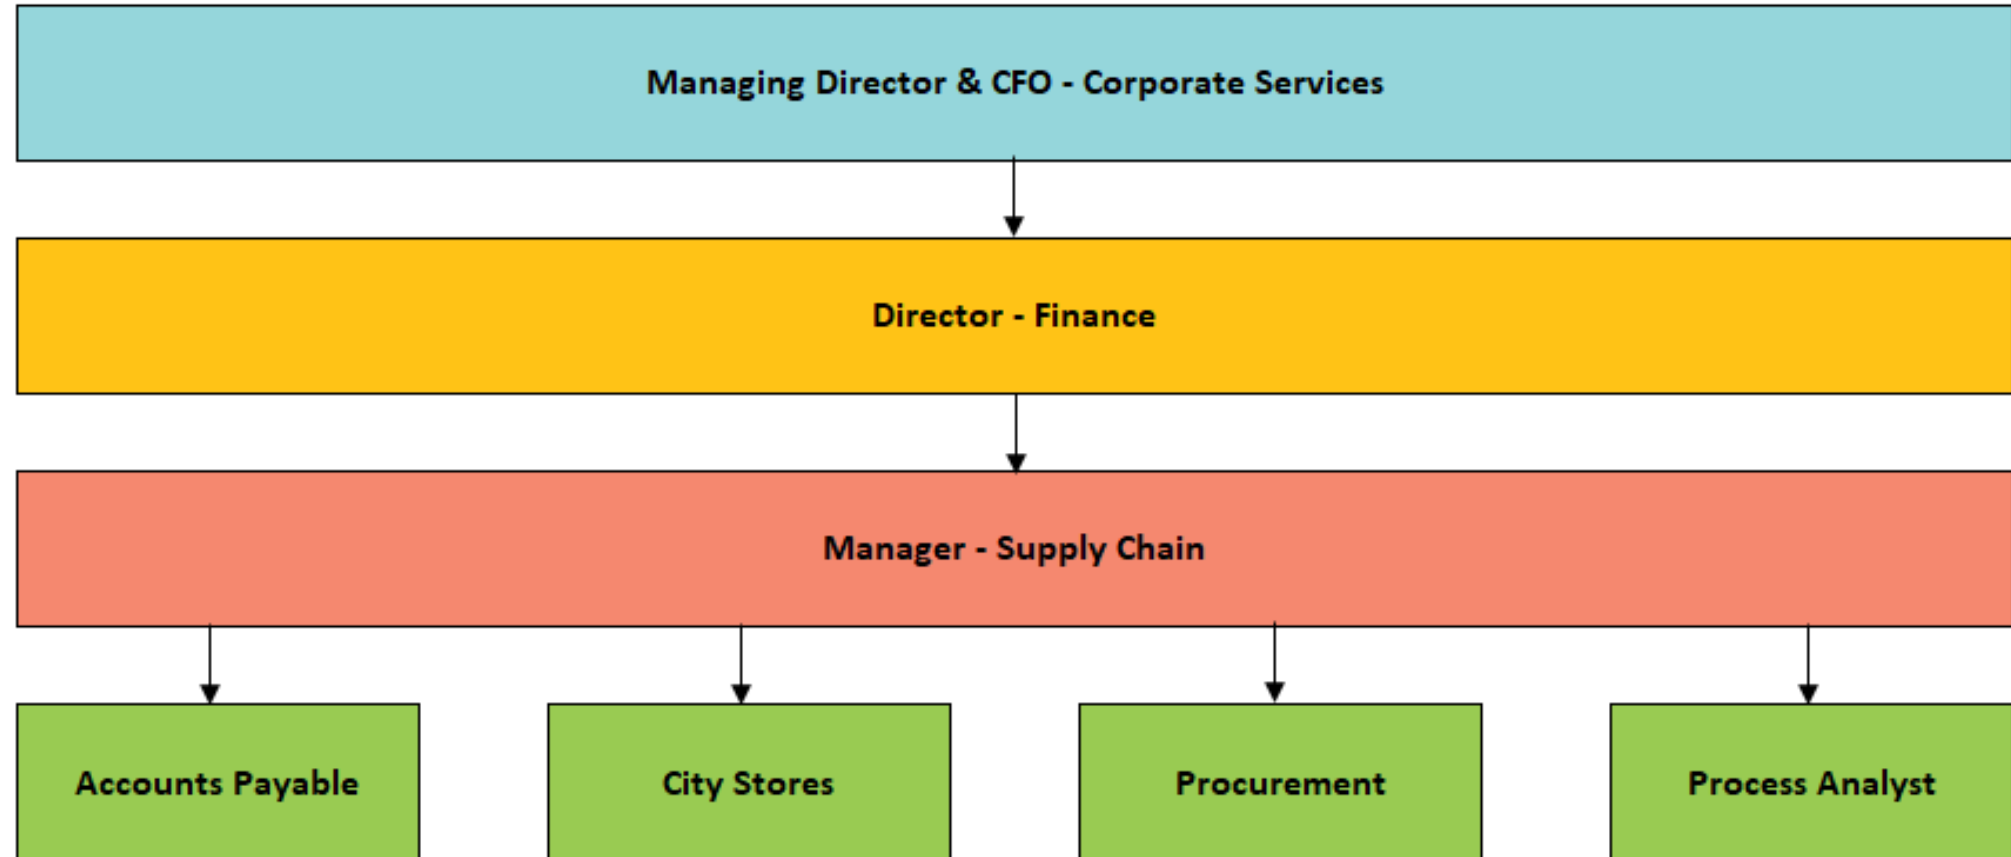 Managing Director & CFO - Corporate Services
Director - Finance
Manager - Supply Chain
Accounts Payable
City Stores
Procurement
Process Analyst